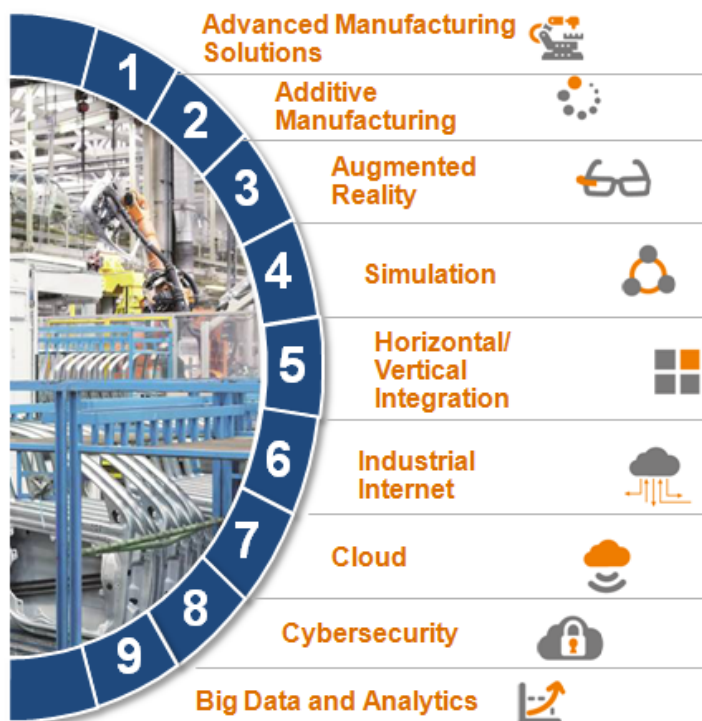 1
Advanced Manufacturing
Solutions
2
Additive
Manufacturing
3
Augmented
Reality
4
Simulation
5
Horizontal/
Vertical
Integration
6
Industrial
Internet
7
Cloud
8
Cybersecurity
9
Big Data and Analytics